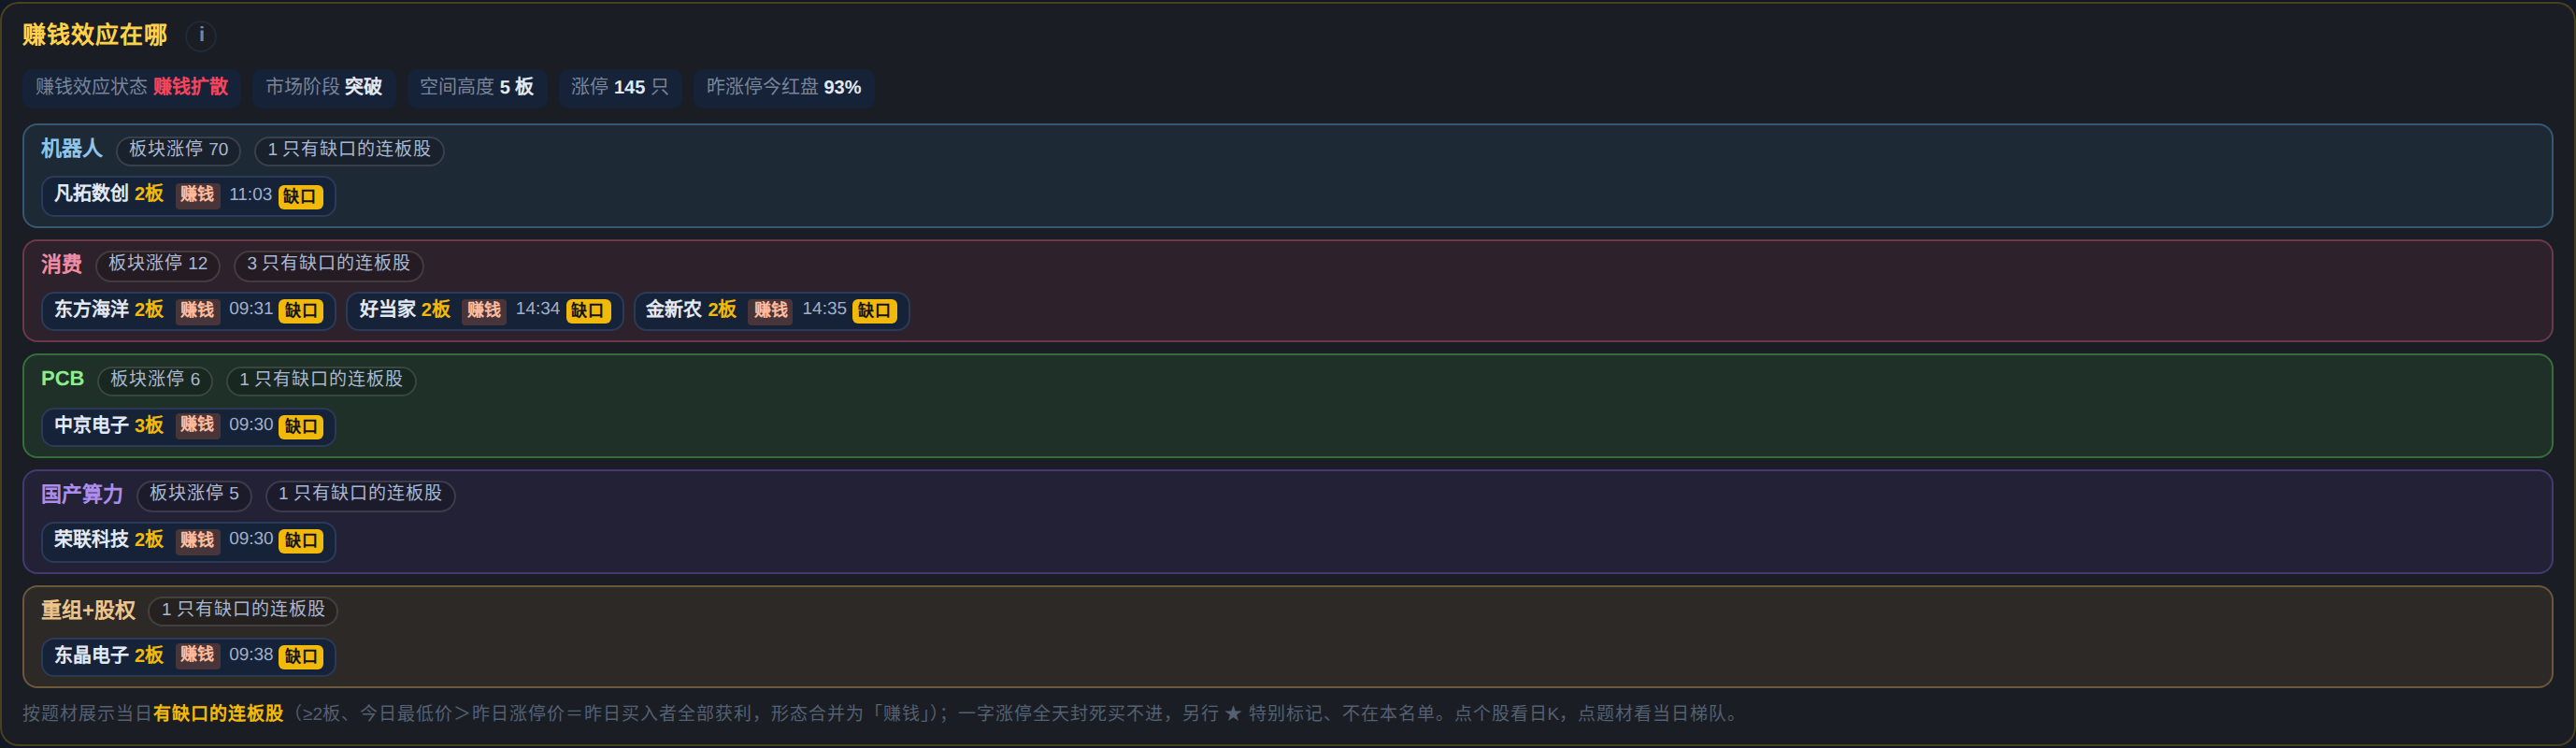 赚钱效应在哪 i
赚钱效应状态 赚钱扩散 市场阶段 突破 空间高度 5 板 涨停 145 只 昨涨停今红盘 93%
机器人 板块涨停 70 1 只有缺口的连板股
凡拓数创 2板 赚钱 11:03 缺口
消费 板块涨停 12 3 只有缺口的连板股
东方海洋 2板 赚钱 09:31 缺口 好当家 2板 赚钱 14:34 缺口 金新农 2板 赚钱 14:35 缺口
PCB 板块涨停 6 1 只有缺口的连板股
中京电子 3板 赚钱 09:30 缺口
国产算力 板块涨停 5 1 只有缺口的连板股
荣联科技 2板 赚钱 09:30 缺口
重组+股权 1 只有缺口的连板股
东晶电子 2板 赚钱 09:38 缺口
按题材展示当日有缺口的连板股（≥2板、今日最低价＞昨日涨停价＝昨日买入者全部获利，形态合并为「赚钱」）；一字涨停全天封死买不进，另行 ★ 特别标记、不在本名单。点个股看日K，点题材看当日梯队。